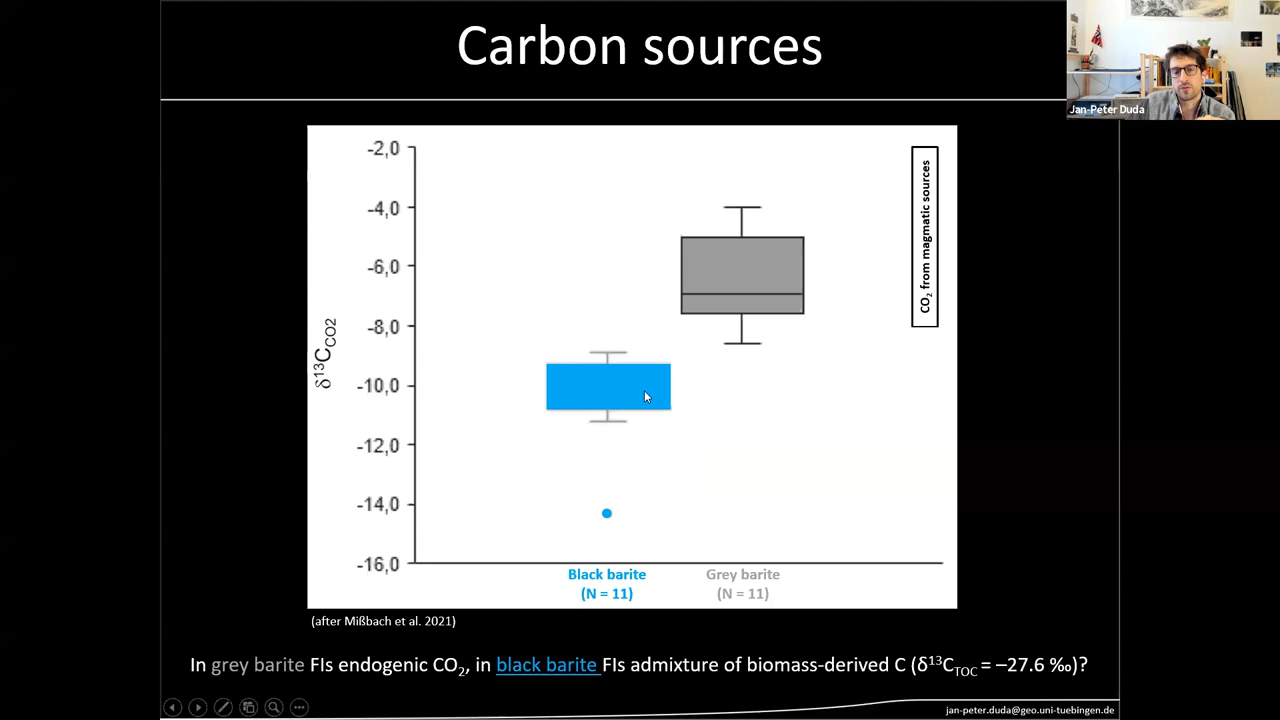 Carbon sources
Jan-Peter Duda
-2,0
-4,0
-6,0
-8,0
-10,0
-12,0
-14,0
-16,0
δ¹³C_CO2
CO₂ from magmatic sources
Black barite
(N = 11)
Grey barite
(N = 11)
(after Mißbach et al. 2021)
In grey barite FIs endogenic CO₂, in black barite FIs admixture of biomass-derived C (δ¹³C_TOC = –27.6 ‰)?
jan-peter.duda@geo.uni-tuebingen.de